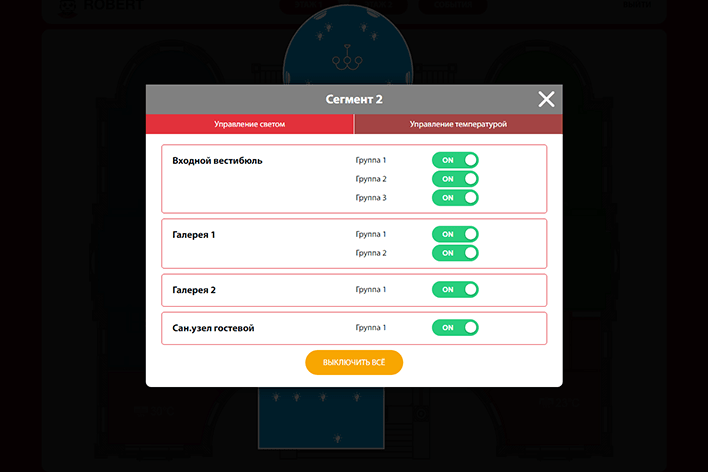 ROBERT
Сегмент 2
Управление светом
Управление температурой
Входной вестибюль
Группа 1
ON
Группа 2
ON
Группа 3
ON
Галерея 1
Группа 1
ON
Группа 2
ON
Галерея 2
Группа 1
ON
Сан.узел гостевой
Группа 1
ON
ВЫКЛЮЧИТЬ ВСЁ